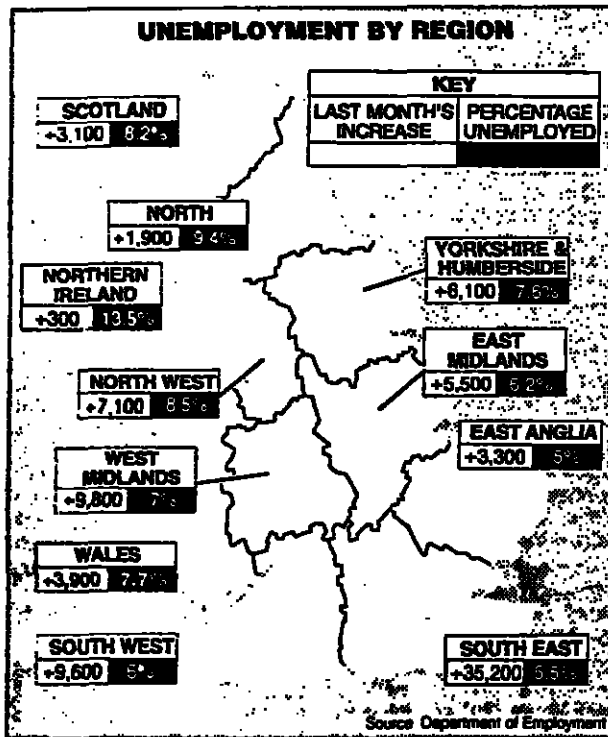 UNEMPLOYMENT BY REGION
KEY
LAST MONTH'S INCREASE
PERCENTAGE UNEMPLOYED
SCOTLAND
+3,100 8.2%
NORTH
+1,900 9.4%
NORTHERN
IRELAND
+300 13.5%
YORKSHIRE &
HUMBERSIDE
+6,100
EAST
MIDLANDS
+5,500
NORTH WEST
+7,100 8.5%
EAST ANGLIA
+3,300 5%
WEST
MIDLANDS
+9,800 7%
WALES
+3,900 7.7%
SOUTH WEST
+9,600
SOUTH EAST
+35,200
Source Department of Employment